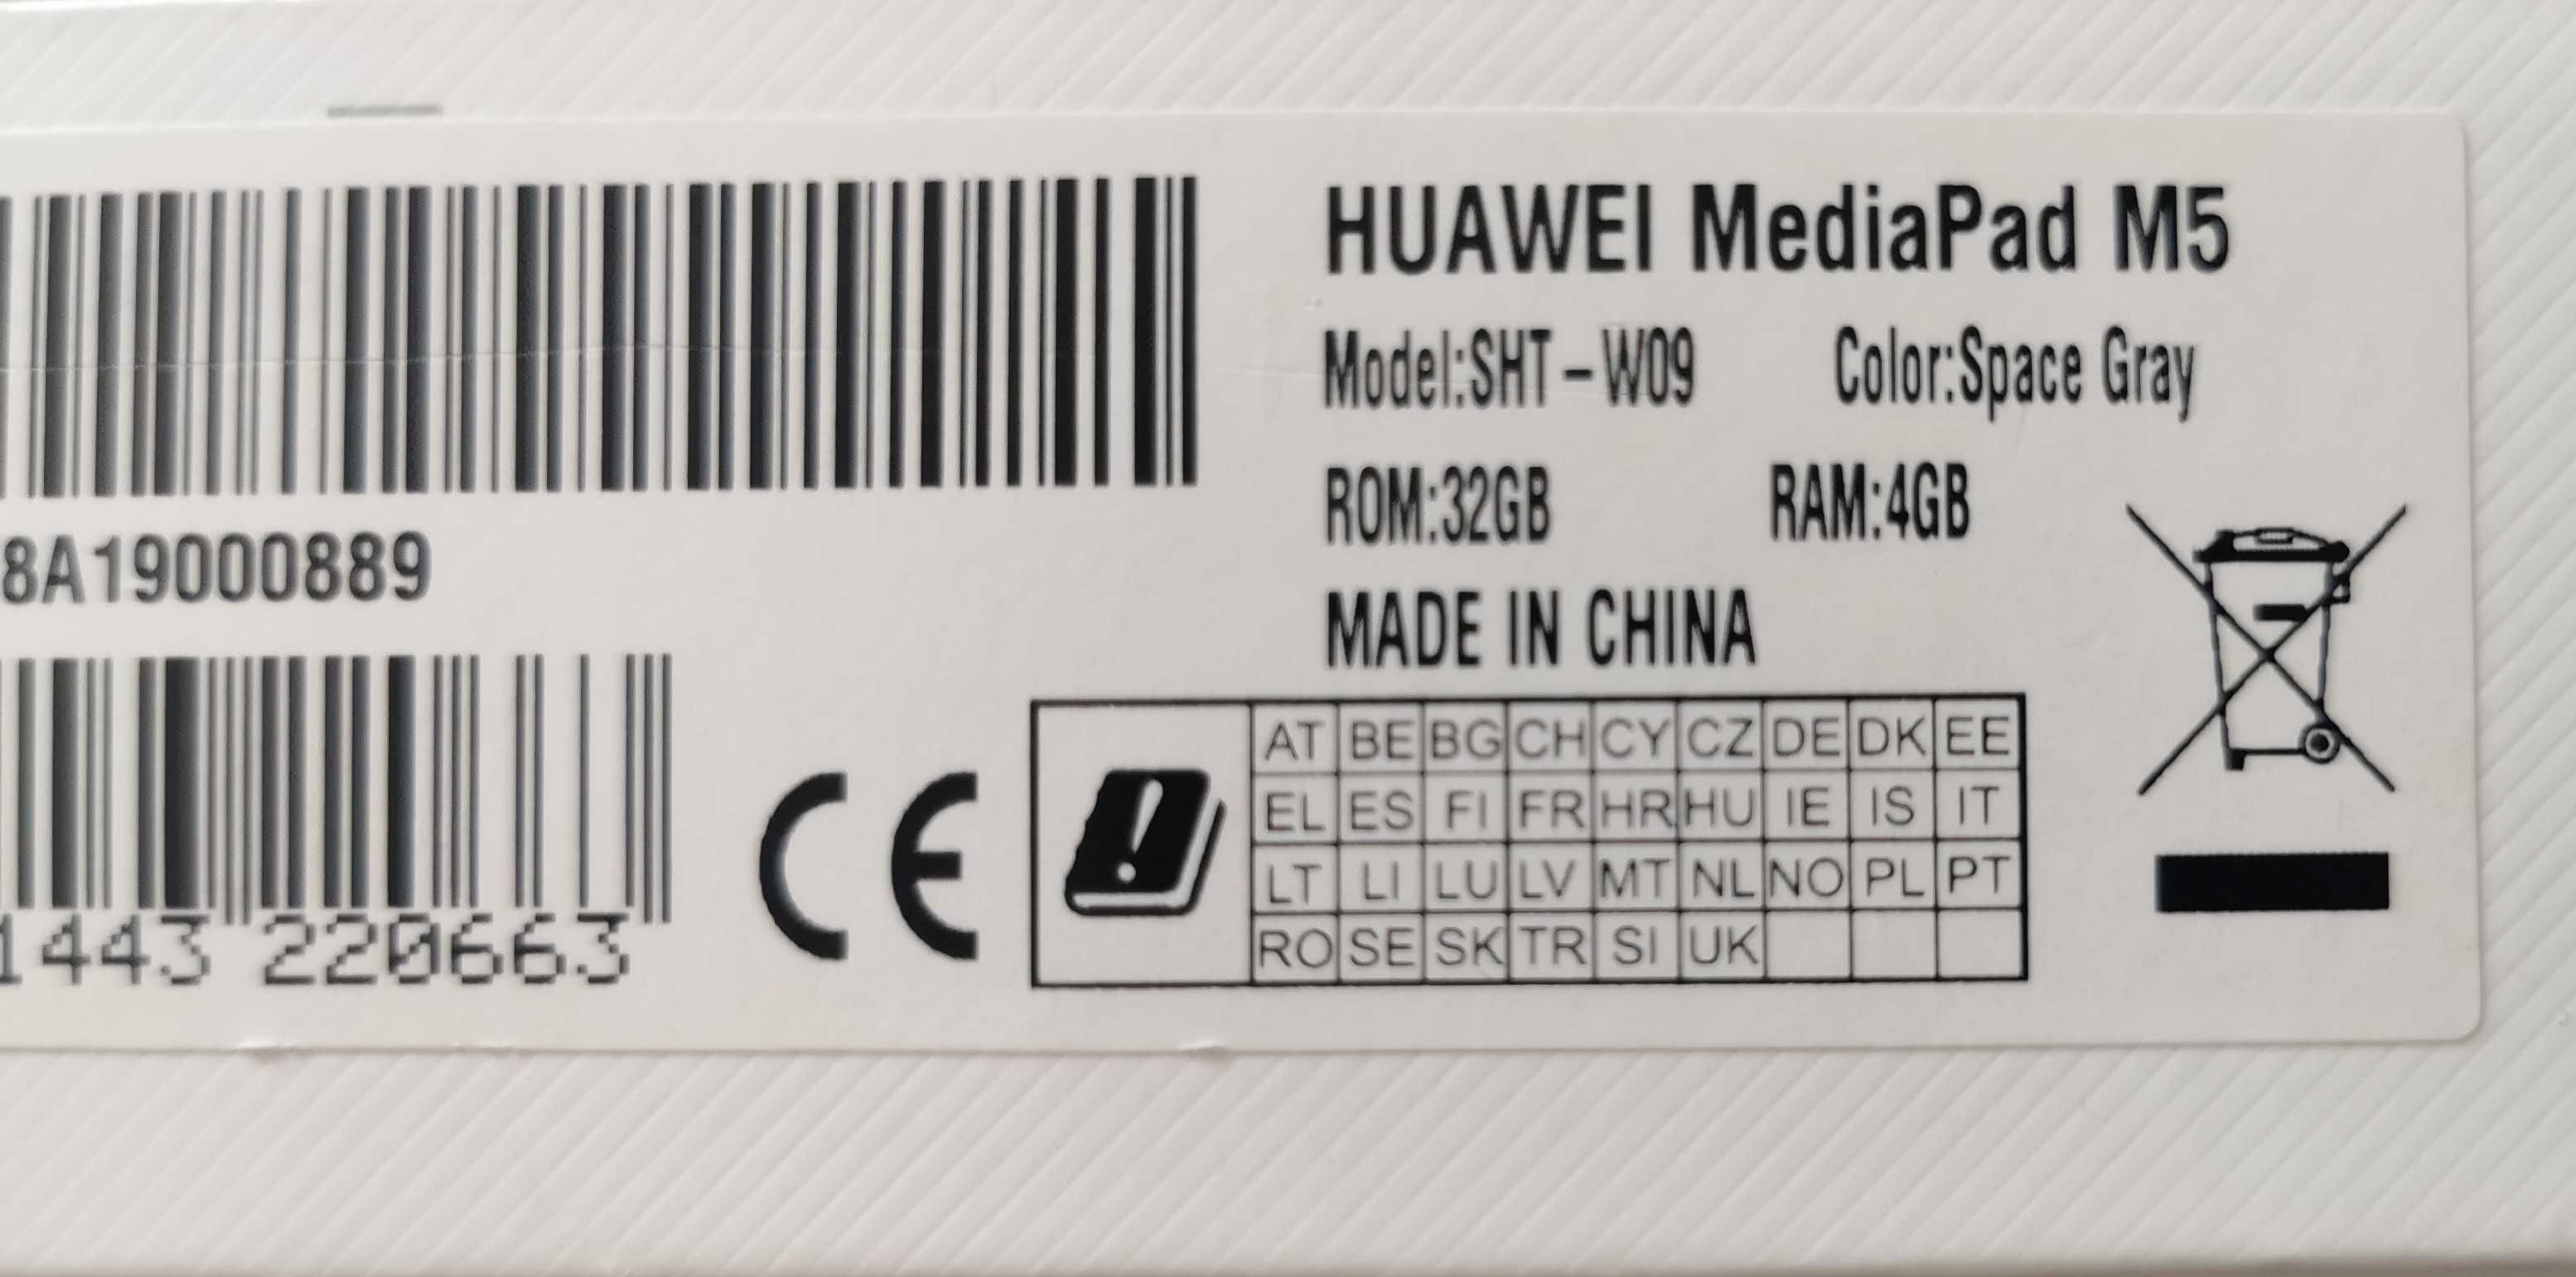 HUAWEI MediaPad M5
Model:SHT-W09 Color:Space Gray
ROM:32GB RAM:4GB
MADE IN CHINA
8A19000889
1443 220663
CE
AT BE BG CH CY CZ DE DK EE
EL ES FI FR HR HU IE IS IT
LT LI LU LV MT NL NO PL PT
RO SE SK TR SI UK